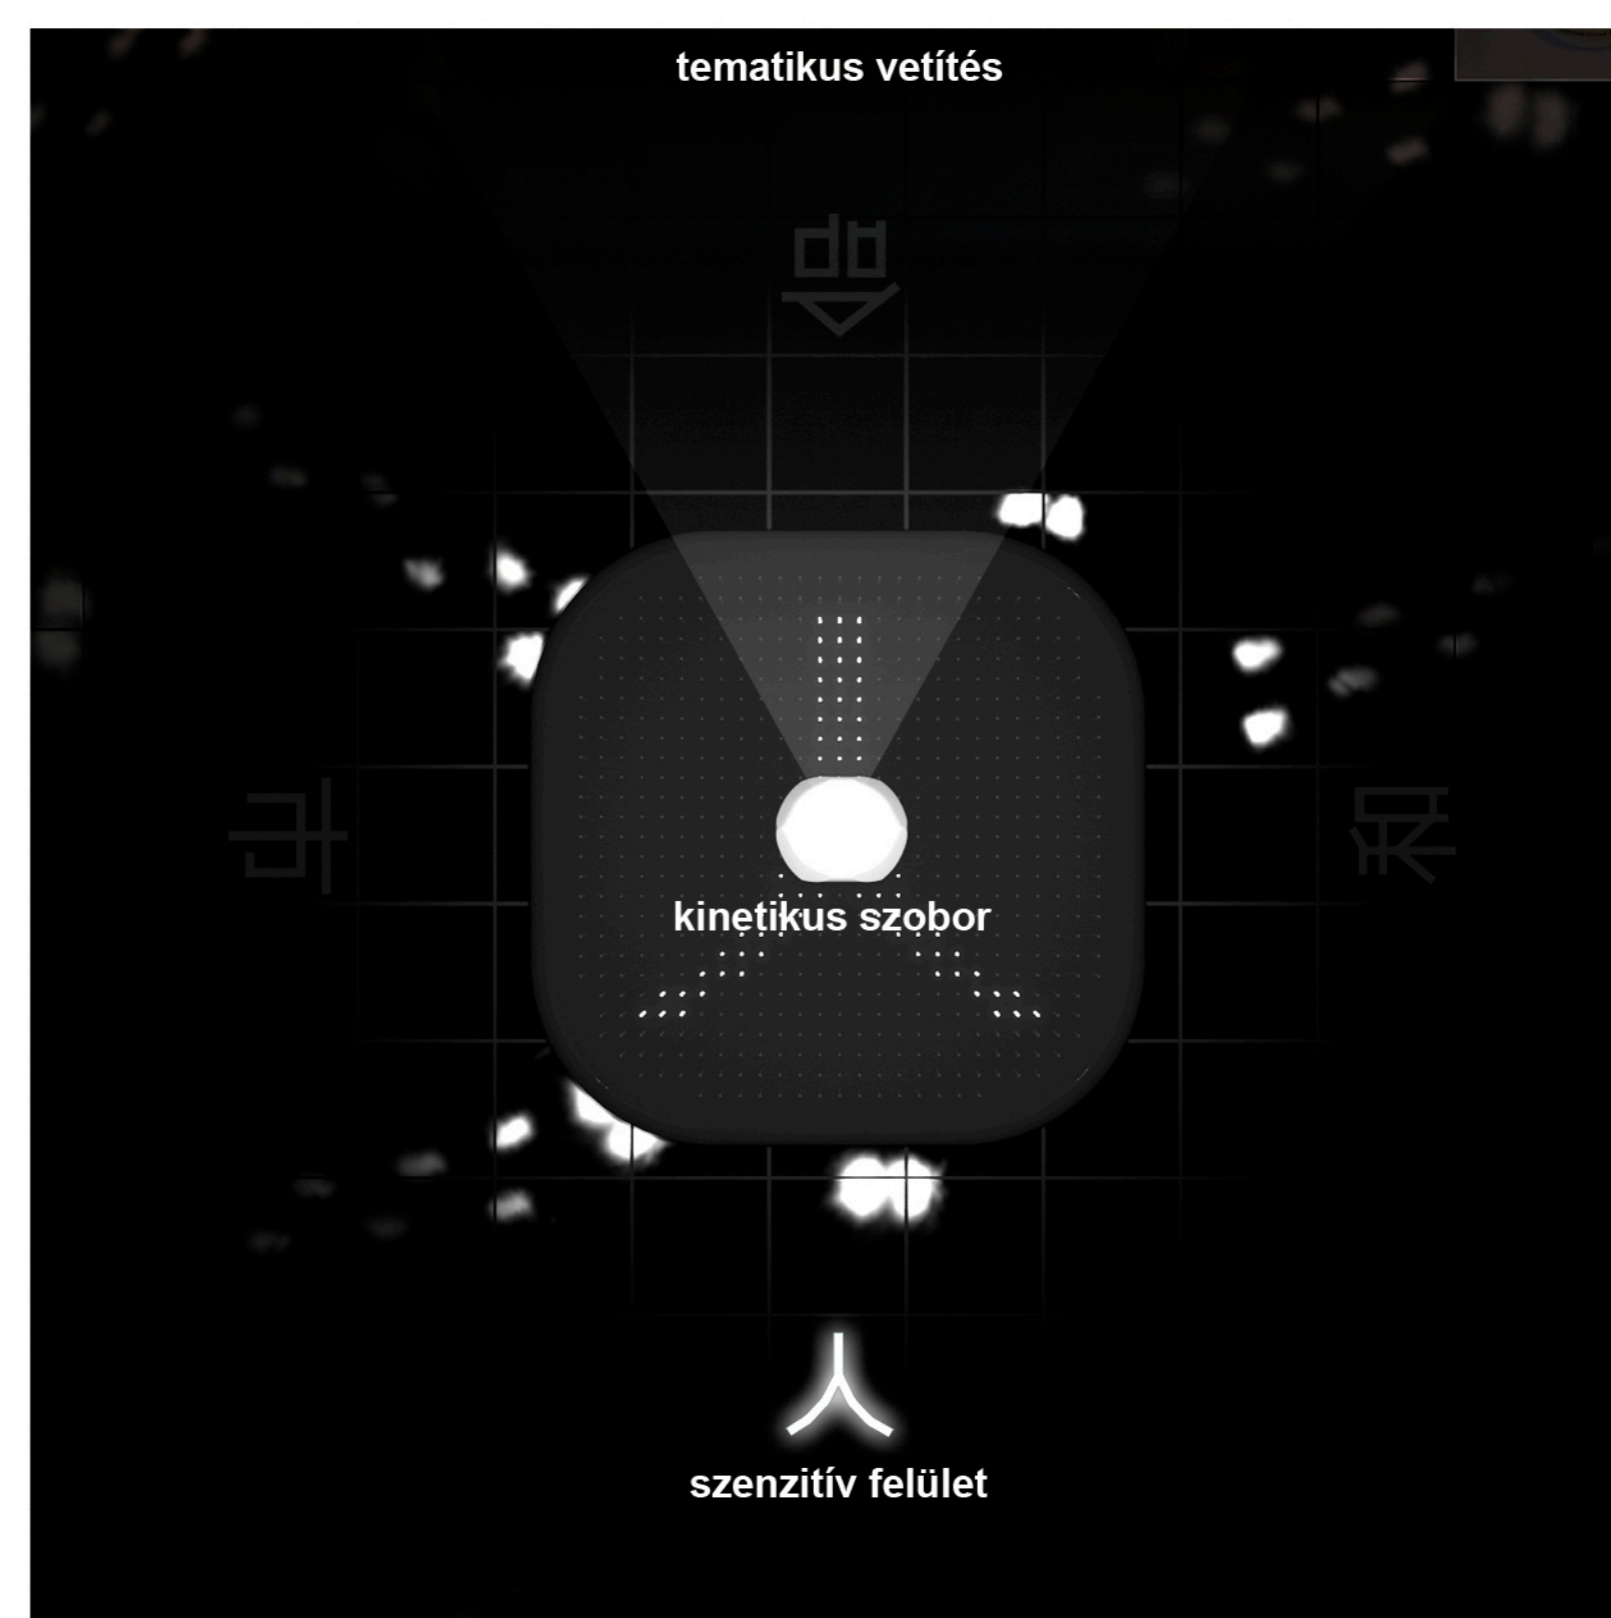 tematikus vetítés
kinetikus szobor
人
szenzitív felület